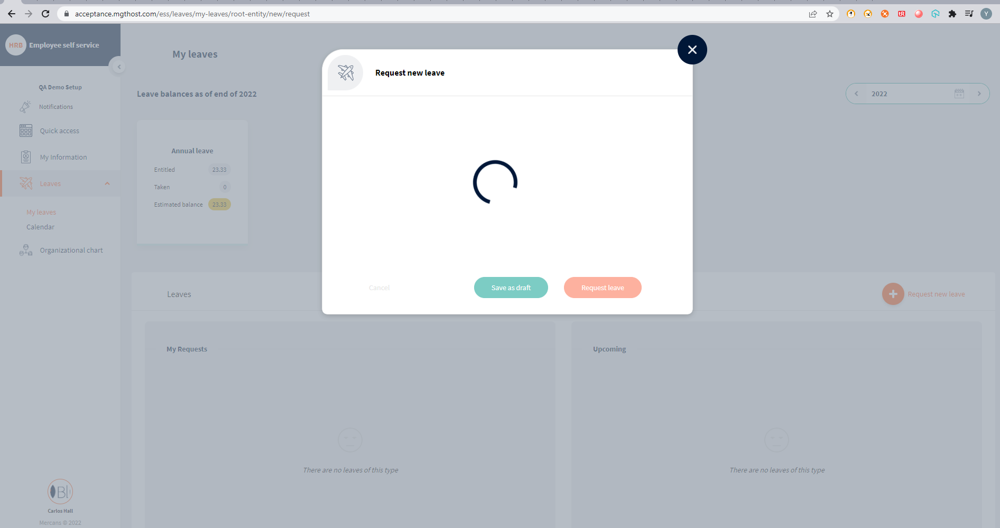 acceptance.mgthost.com/ess/leaves/my-leaves/root-entity/new/request
tR
Y
HRB
Employee self service
QA Demo Setup
Notifications
Quick access
My Information
Leaves
My leaves
Calendar
Organizational chart
Carlos Hall
Mercans © 2022
My leaves
Leave balances as of end of 2022
2022
Annual leave
Entitled 23.33
Taken 0
Estimated balance 23.33
Request new leave
Cancel
Save as draft
Request leave
Leaves
Request new leave
My Requests
There are no leaves of this type
Upcoming
There are no leaves of this type